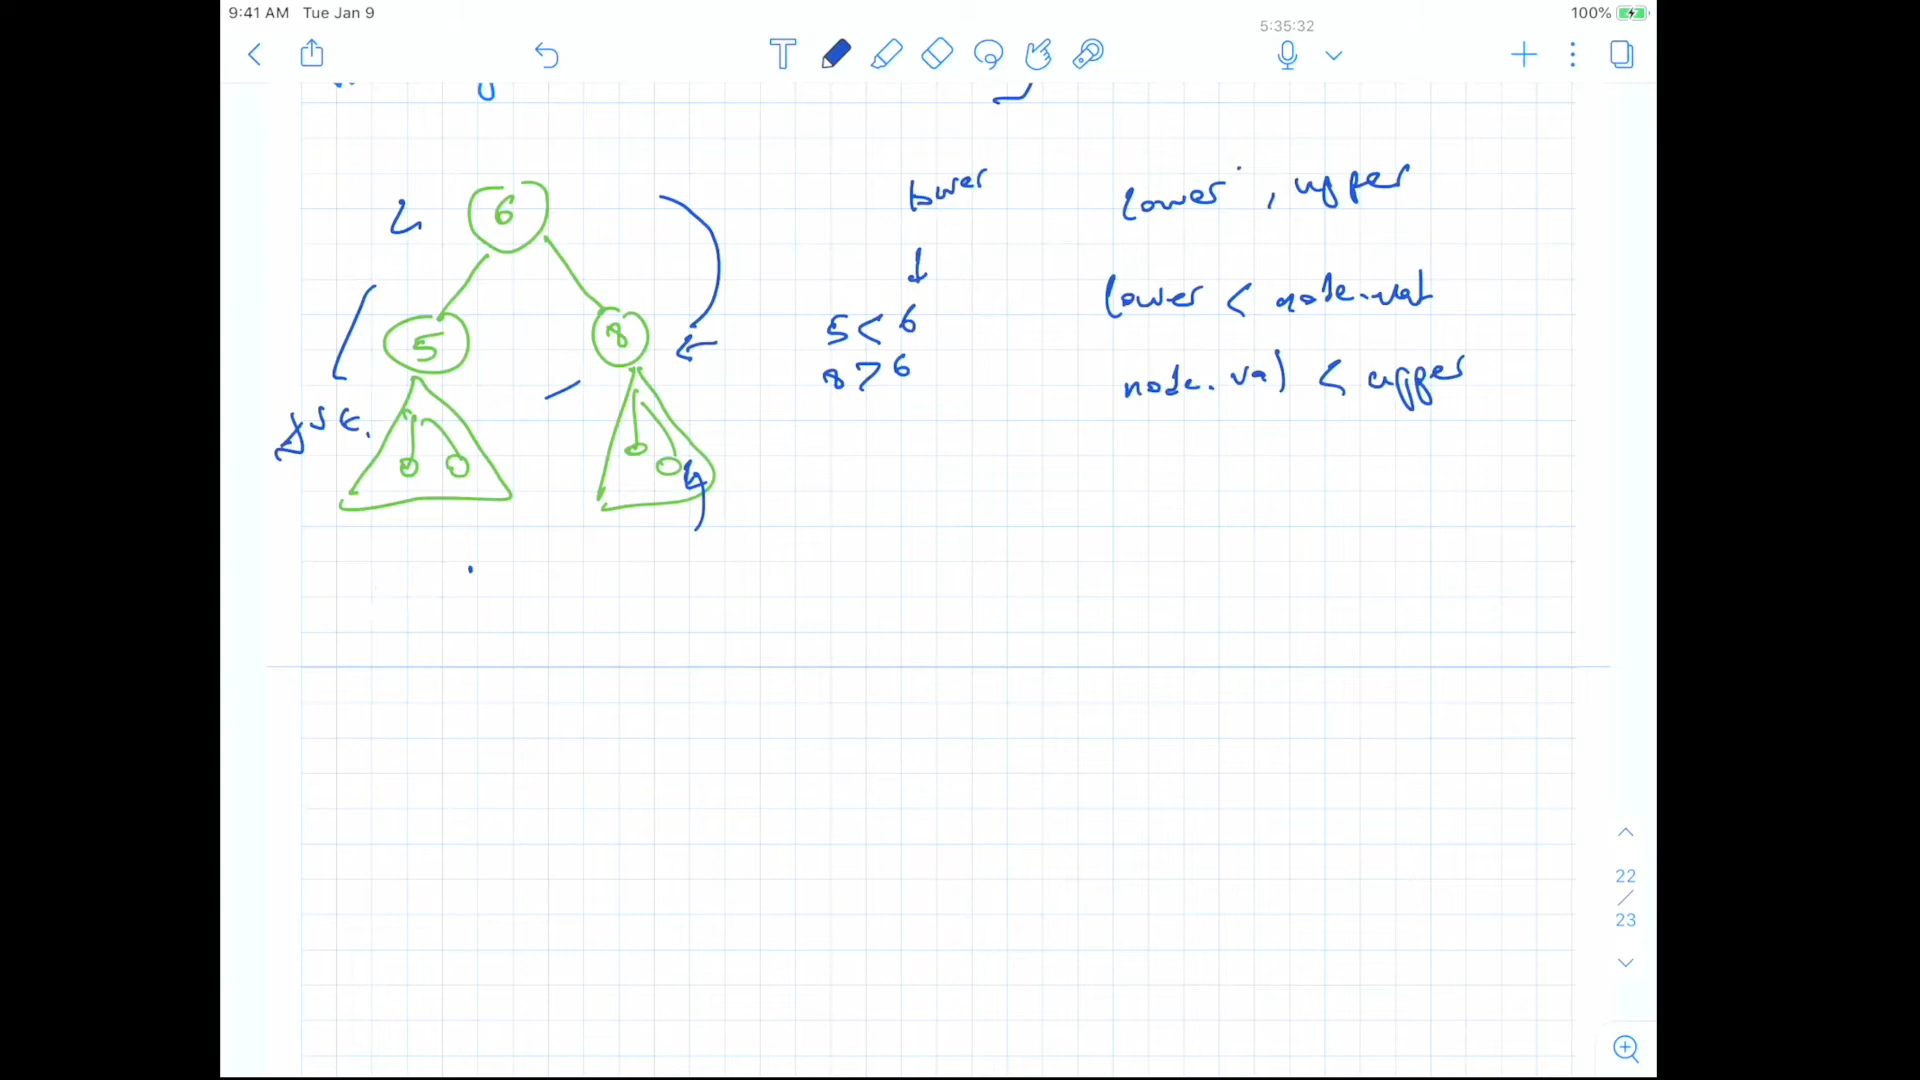 9:41 AM Tue Jan 9
100%
5:35:32
T
lower
lower , upper
6
lower < node.val
5 < 6
5
8
8 > 6
node.val < upper
22
/
23